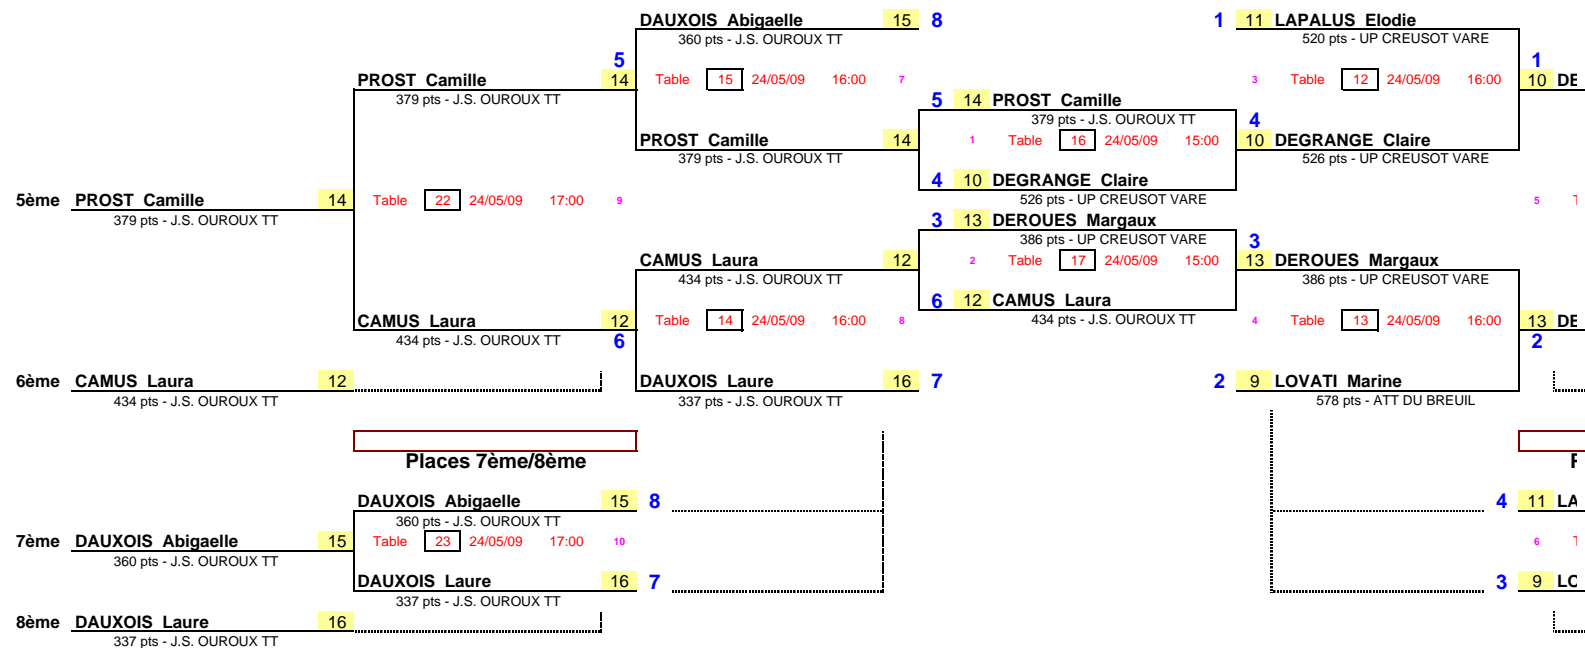 DAUXOIS Abigaelle 15 8 1 11 LAPALUS Elodie
360 pts - J.S. OUROUX TT 520 pts - UP CREUSOT VARE
5 1
PROST Camille 14 Table 15 24/05/09 16:00 7 3 Table 12 24/05/09 16:00 10 DE
379 pts - J.S. OUROUX TT 5 14 PROST Camille
379 pts - J.S. OUROUX TT 4
PROST Camille 14 1 Table 16 24/05/09 15:00 10 DEGRANGE Claire
379 pts - J.S. OUROUX TT 526 pts - UP CREUSOT VARE
4 10 DEGRANGE Claire
5ème PROST Camille 14 Table 22 24/05/09 17:00 9 526 pts - UP CREUSOT VARE 5
379 pts - J.S. OUROUX TT 3 13 DEROUES Margaux
386 pts - UP CREUSOT VARE 3
CAMUS Laura 12 2 Table 17 24/05/09 15:00 13 DEROUES Margaux
434 pts - J.S. OUROUX TT 386 pts - UP CREUSOT VARE
6 12 CAMUS Laura
CAMUS Laura 12 Table 14 24/05/09 16:00 8 434 pts - J.S. OUROUX TT 4 Table 13 24/05/09 16:00 13 DE
434 pts - J.S. OUROUX TT 6 2
6ème CAMUS Laura 12 DAUXOIS Laure 16 7 2 9 LOVATI Marine
434 pts - J.S. OUROUX TT 337 pts - J.S. OUROUX TT 578 pts - ATT DU BREUIL
Places 7ème/8ème
DAUXOIS Abigaelle 15 8 4 11 LA
360 pts - J.S. OUROUX TT
7ème DAUXOIS Abigaelle 15 Table 23 24/05/09 17:00 10 6
360 pts - J.S. OUROUX TT
DAUXOIS Laure 16 7 3 9 LO
337 pts - J.S. OUROUX TT
8ème DAUXOIS Laure 16
337 pts - J.S. OUROUX TT